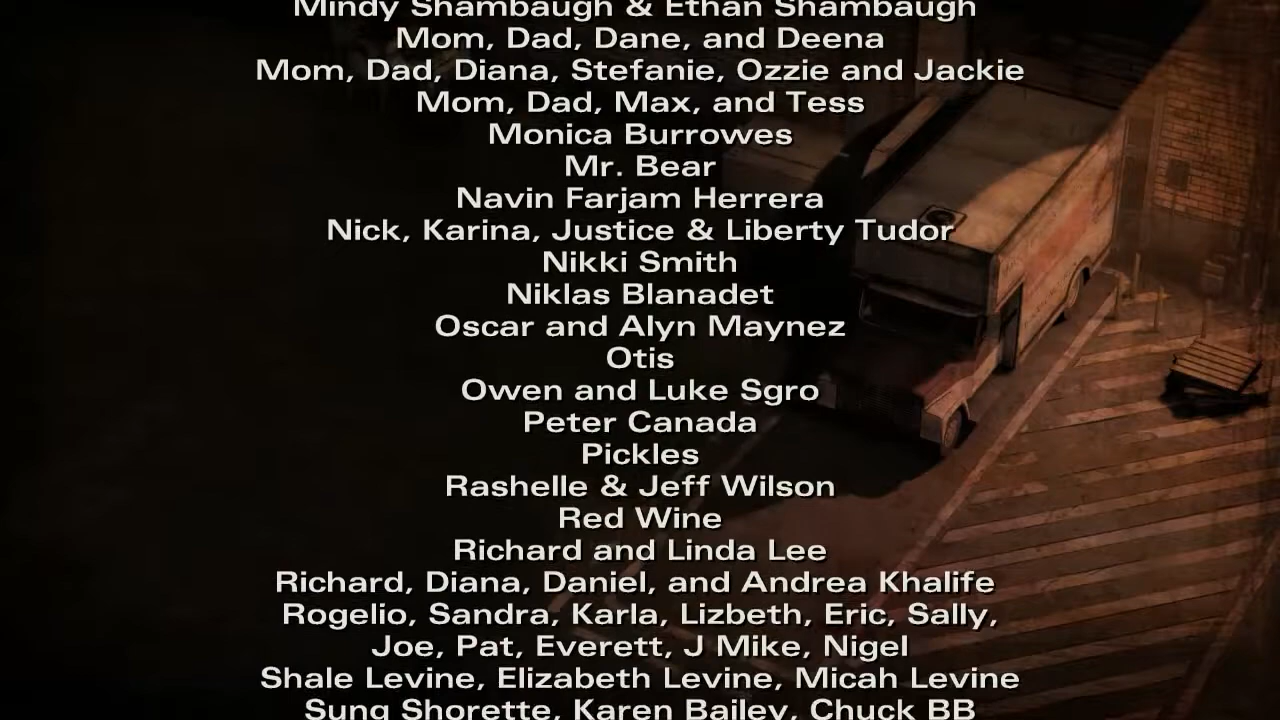 Mindy Shambaugh & Ethan Shambaugh
Mom, Dad, Dane, and Deena
Mom, Dad, Diana, Stefanie, Ozzie and Jackie
Mom, Dad, Max, and Tess
Monica Burrowes
Mr. Bear
Navin Farjam Herrera
Nick, Karina, Justice & Liberty Tudor
Nikki Smith
Niklas Blanadet
Oscar and Alyn Maynez
Otis
Owen and Luke Sgro
Peter Canada
Pickles
Rashelle & Jeff Wilson
Red Wine
Richard and Linda Lee
Richard, Diana, Daniel, and Andrea Khalife
Rogelio, Sandra, Karla, Lizbeth, Eric, Sally,
Joe, Pat, Everett, J Mike, Nigel
Shale Levine, Elizabeth Levine, Micah Levine
Sung Shorette, Karen Bailey, Chuck BB